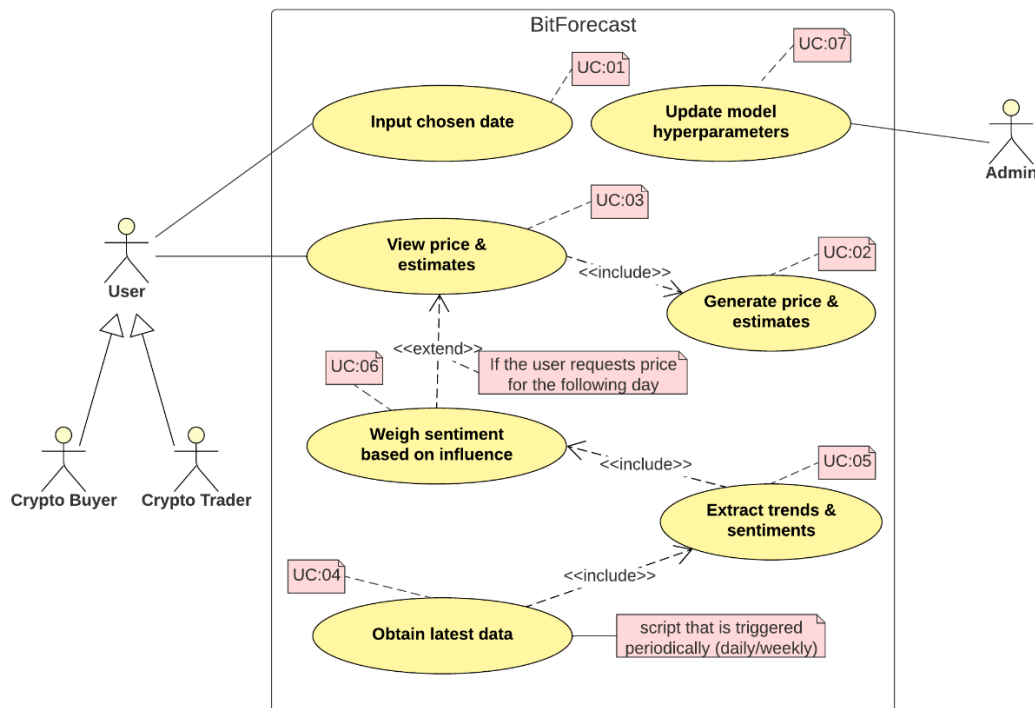 BitForecast
UC:01
UC:07
Input chosen date
Update model
hyperparameters
Admin
UC:03
View price &
estimates
User
<<include>>
UC:02
Generate price &
estimates
<<extend>>
If the user requests price
for the following day
UC:06
Weigh sentiment
based on influence
Crypto Buyer
Crypto Trader
<<include>>
UC:05
Extract trends &
sentiments
<<include>>
UC:04
Obtain latest data
script that is triggered
periodically (daily/weekly)